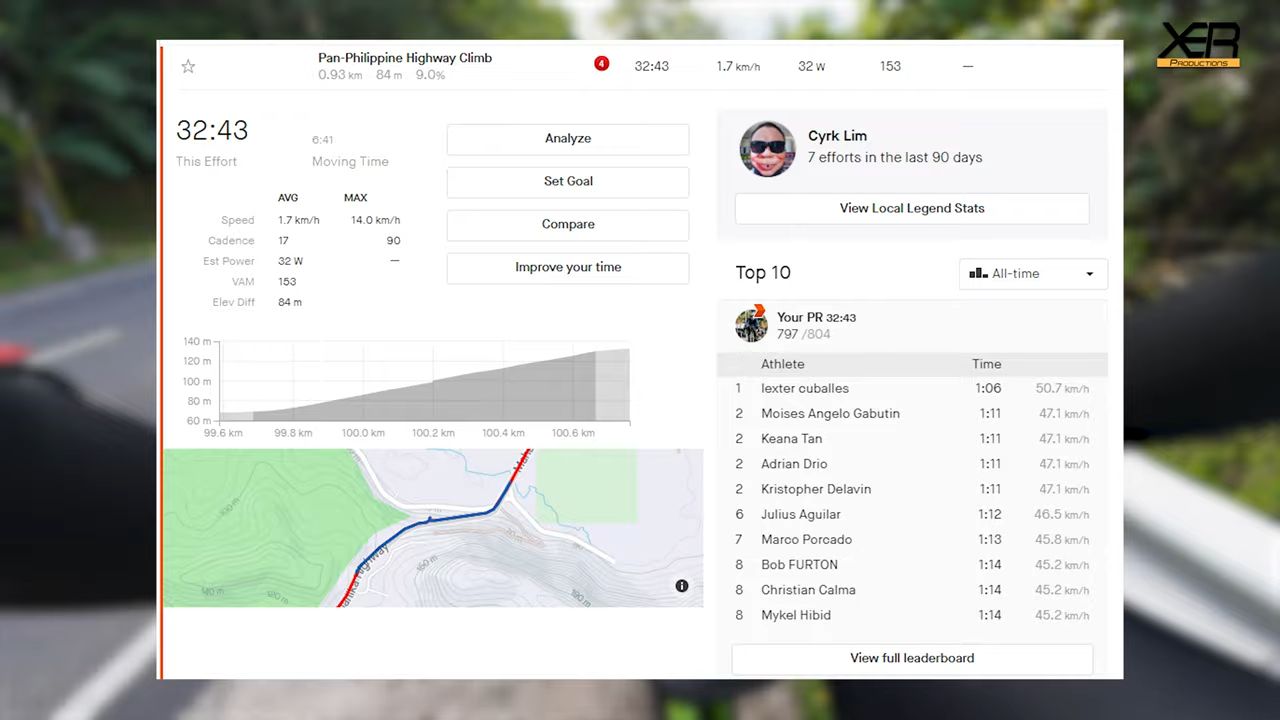 XER
PRODUCTIONS
Pan-Philippine Highway Climb
0.93 km 84 m 9.0%
4
32:43
1.7 km/h
32 W
153
—
32:43
This Effort
6:41
Moving Time
AVG MAX
Speed 1.7 km/h 14.0 km/h
Cadence 17 90
Est Power 32 W —
VAM 153
Elev Diff 84 m
Analyze
Set Goal
Compare
Improve your time
140 m
120 m
100 m
80 m
60 m
99.6 km 99.8 km 100.0 km 100.2 km 100.4 km 100.6 km
100 m
150 m
190 m
Cyrk Lim
7 efforts in the last 90 days
View Local Legend Stats
Top 10
All-time
Your PR 32:43
797 /804
Athlete Time
1 lexter cuballes 1:06 50.7 km/h
2 Moises Angelo Gabutin 1:11 47.1 km/h
2 Keana Tan 1:11 47.1 km/h
2 Adrian Drio 1:11 47.1 km/h
2 Kristopher Delavin 1:11 47.1 km/h
6 Julius Aguilar 1:12 46.5 km/h
7 Marco Porcado 1:13 45.8 km/h
8 Bob FURTON 1:14 45.2 km/h
8 Christian Calma 1:14 45.2 km/h
8 Mykel Hibid 1:14 45.2 km/h
View full leaderboard